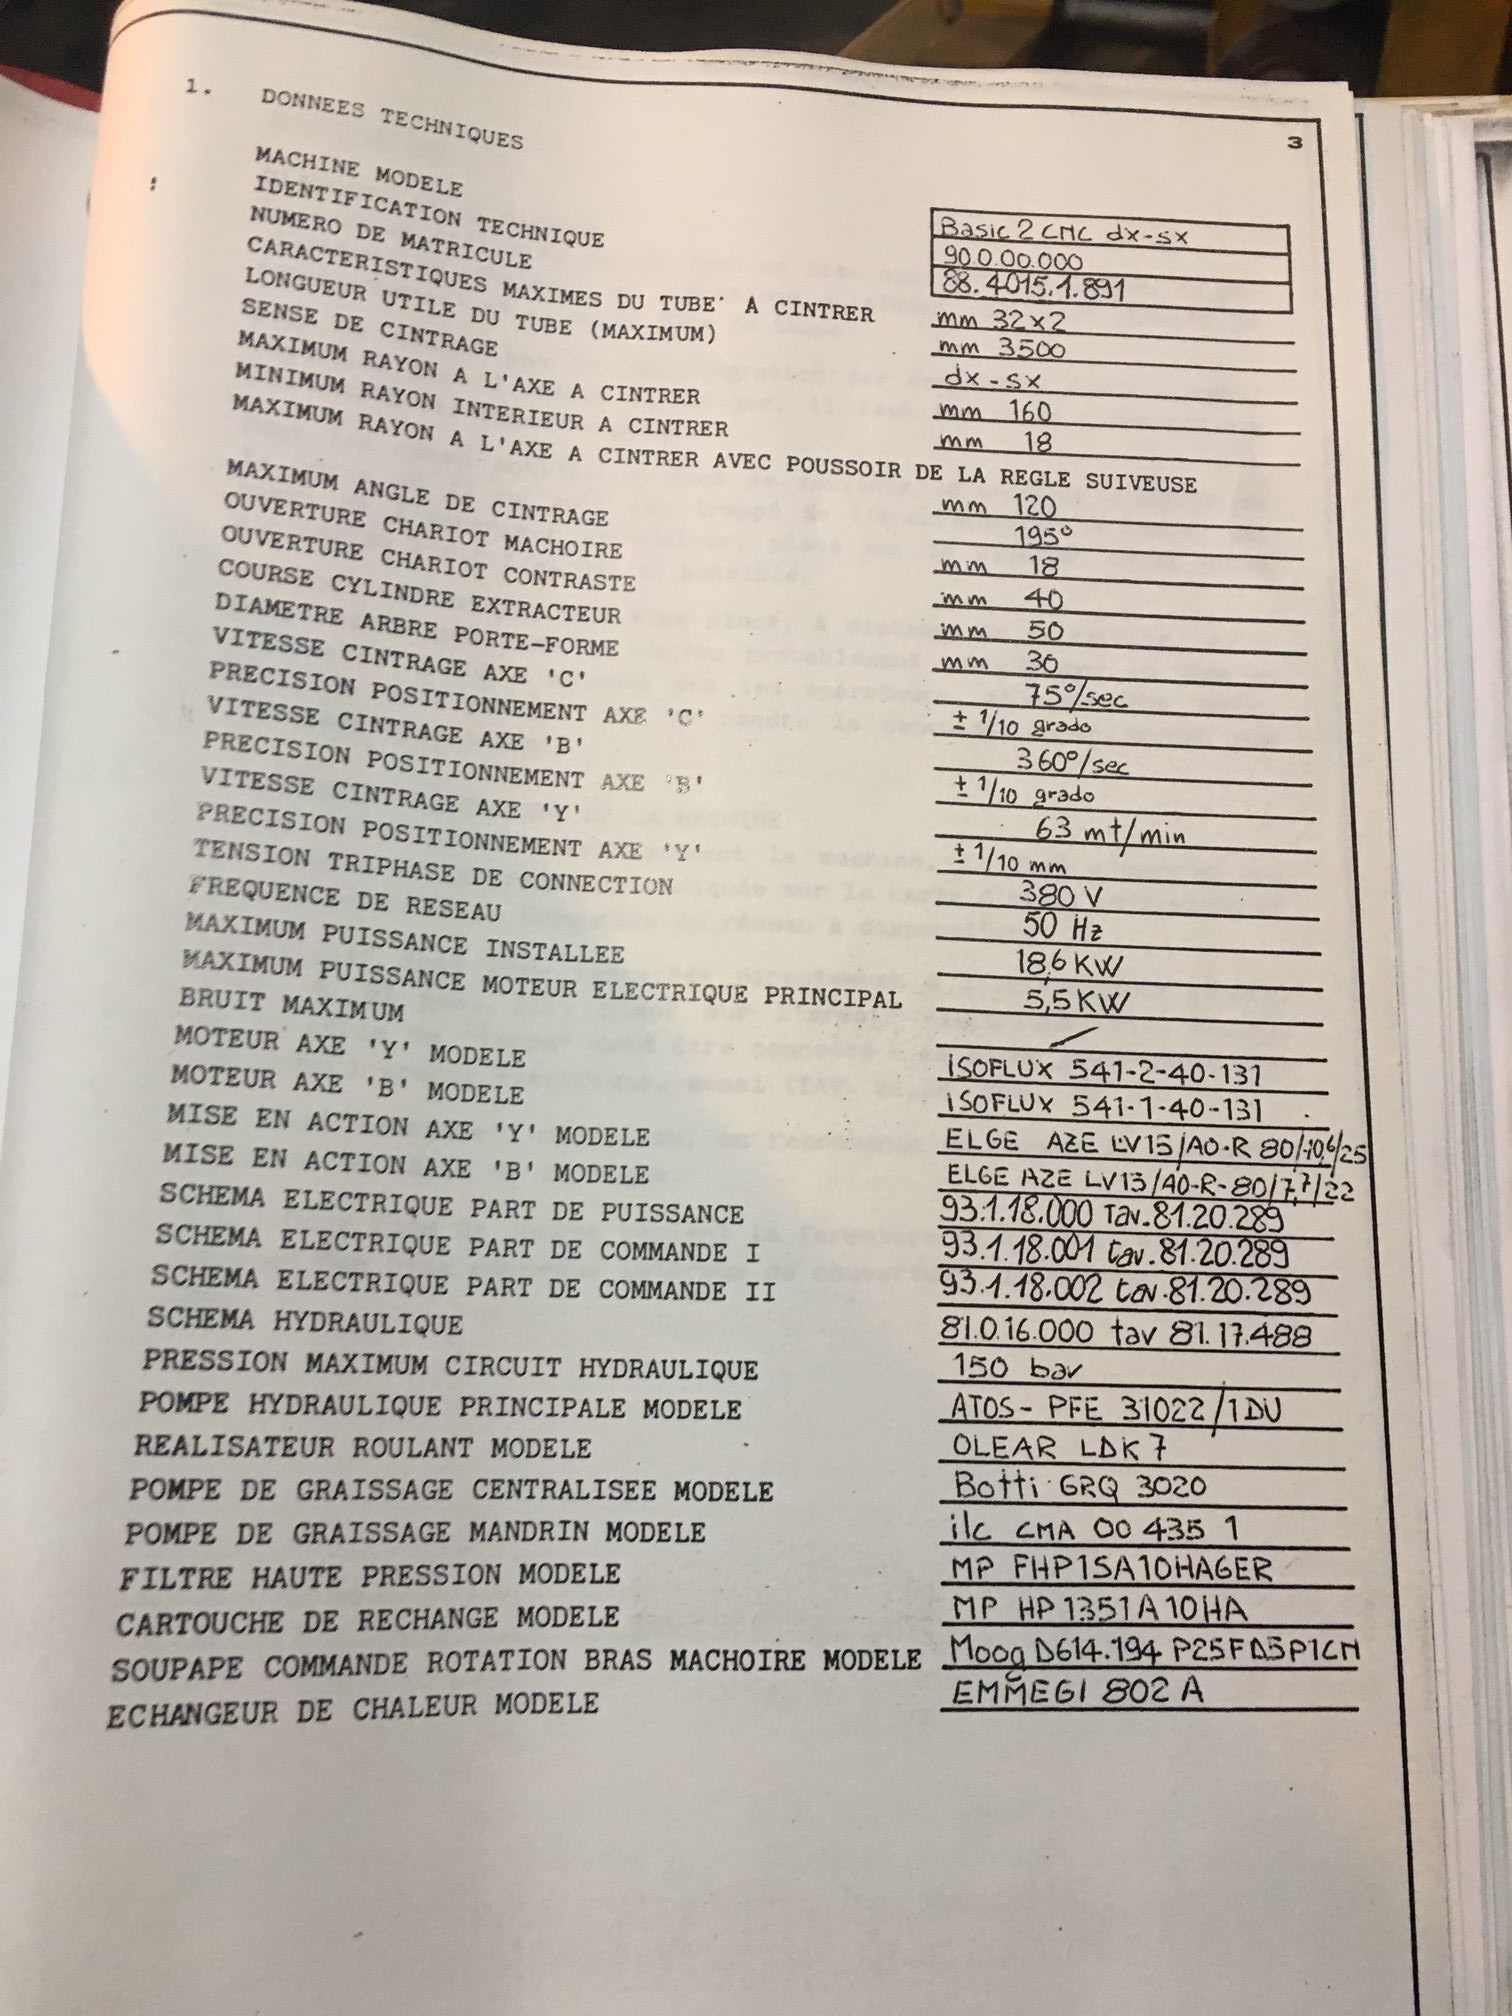 3
1. DONNEES TECHNIQUES
MACHINE MODELE Basic 2 CNC dx-sx
IDENTIFICATION TECHNIQUE 90.0.00.000
NUMERO DE MATRICULE 88.4015.1.891
CARACTERISTIQUES MAXIMES DU TUBE A CINTRER mm 32x2
LONGUEUR UTILE DU TUBE (MAXIMUM) mm 3500
SENSE DE CINTRAGE dx-sx
MAXIMUM RAYON A L'AXE A CINTRER mm 160
MINIMUM RAYON INTERIEUR A CINTRER mm 18
MAXIMUM RAYON A L'AXE A CINTRER AVEC POUSSOIR DE LA REGLE SUIVEUSE
mm 120
MAXIMUM ANGLE DE CINTRAGE 195°
OUVERTURE CHARIOT MACHOIRE mm 18
OUVERTURE CHARIOT CONTRASTE mm 40
COURSE CYLINDRE EXTRACTEUR mm 50
DIAMETRE ARBRE PORTE-FORME mm 30
VITESSE CINTRAGE AXE 'C' 75°/sec
PRECISION POSITIONNEMENT AXE 'C' ± 1/10 grado
VITESSE CINTRAGE AXE 'B' 360°/sec
PRECISION POSITIONNEMENT AXE 'B' ± 1/10 grado
VITESSE CINTRAGE AXE 'Y' 63 mt/min
PRECISION POSITIONNEMENT AXE 'Y' ± 1/10 mm
TENSION TRIPHASE DE CONNECTION 380 V
FREQUENCE DE RESEAU 50 Hz
MAXIMUM PUISSANCE INSTALLEE 18,6 KW
MAXIMUM PUISSANCE MOTEUR ELECTRIQUE PRINCIPAL 5,5 KW
BRUIT MAXIMUM /
MOTEUR AXE 'Y' MODELE ISOFLUX 541-2-40-131
MOTEUR AXE 'B' MODELE ISOFLUX 541-1-40-131
MISE EN ACTION AXE 'Y' MODELE ELGE AZE LV15/A0-R 80/10,6/25
MISE EN ACTION AXE 'B' MODELE ELGE AZE LV13/A0-R-80/7,7/22
SCHEMA ELECTRIQUE PART DE PUISSANCE 93.1.18.000 Tav.81.20.289
SCHEMA ELECTRIQUE PART DE COMMANDE I 93.1.18.001 tav.81.20.289
SCHEMA ELECTRIQUE PART DE COMMANDE II 93.1.18.002 tav.81.20.289
SCHEMA HYDRAULIQUE 81.0.16.000 tav 81.17.488
PRESSION MAXIMUM CIRCUIT HYDRAULIQUE 150 bar
POMPE HYDRAULIQUE PRINCIPALE MODELE ATOS-PFE 31022/1DU
REALISATEUR ROULANT MODELE OLEAR LDK 7
POMPE DE GRAISSAGE CENTRALISEE MODELE Botti GRQ 3020
POMPE DE GRAISSAGE MANDRIN MODELE ilc CMA 00 435 1
FILTRE HAUTE PRESSION MODELE MP FHP15A10HAGER
CARTOUCHE DE RECHANGE MODELE MP HP1351A10HA
SOUPAPE COMMANDE ROTATION BRAS MACHOIRE MODELE Moog D614.194 P25FD5P1CN
ECHANGEUR DE CHALEUR MODELE EMMEGI 802 A